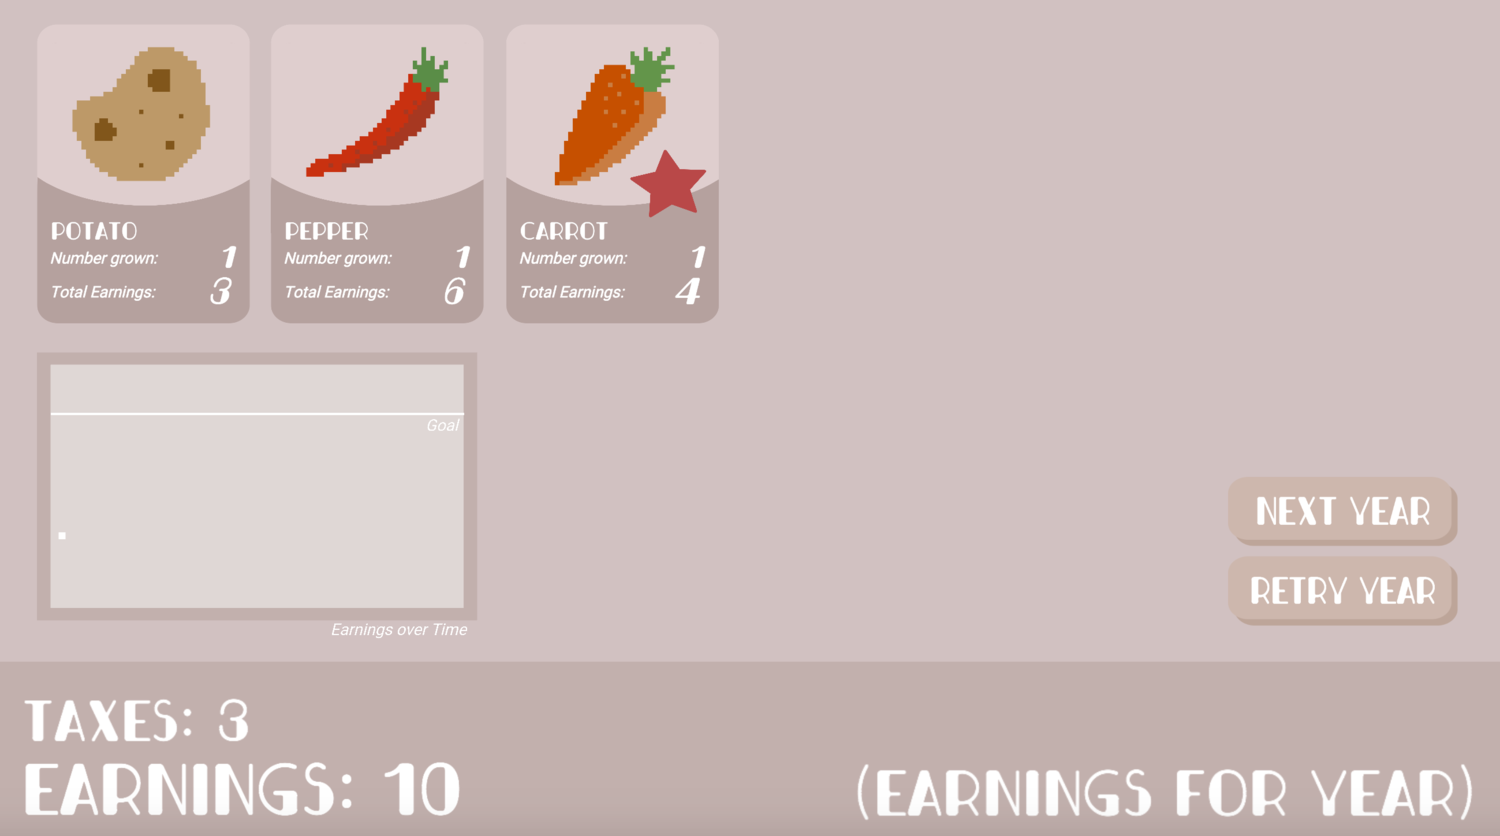 POTATO
Number grown: 1
Total Earnings: 3
PEPPER
Number grown: 1
Total Earnings: 6
CARROT
Number grown: 1
Total Earnings: 4
Goal
Earnings over Time
NEXT YEAR
RETRY YEAR
TAXES: 3
EARNINGS: 10
(EARNINGS FOR YEAR)